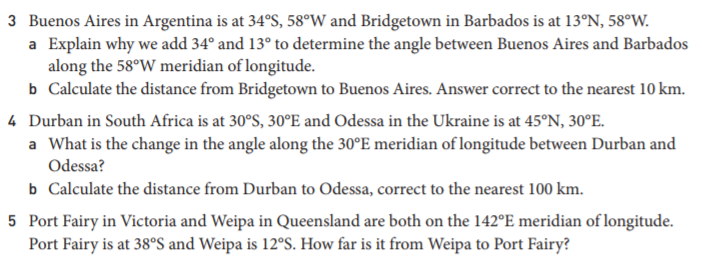 3 Buenos Aires in Argentina is at 34°S, 58°W and Bridgetown in Barbados is at 13°N, 58°W.
a Explain why we add 34° and 13° to determine the angle between Buenos Aires and Barbados
along the 58°W meridian of longitude.
b Calculate the distance from Bridgetown to Buenos Aires. Answer correct to the nearest 10 km.
4 Durban in South Africa is at 30°S, 30°E and Odessa in the Ukraine is at 45°N, 30°E.
a What is the change in the angle along the 30°E meridian of longitude between Durban and
Odessa?
b Calculate the distance from Durban to Odessa, correct to the nearest 100 km.
5 Port Fairy in Victoria and Weipa in Queensland are both on the 142°E meridian of longitude.
Port Fairy is at 38°S and Weipa is 12°S. How far is it from Weipa to Port Fairy?